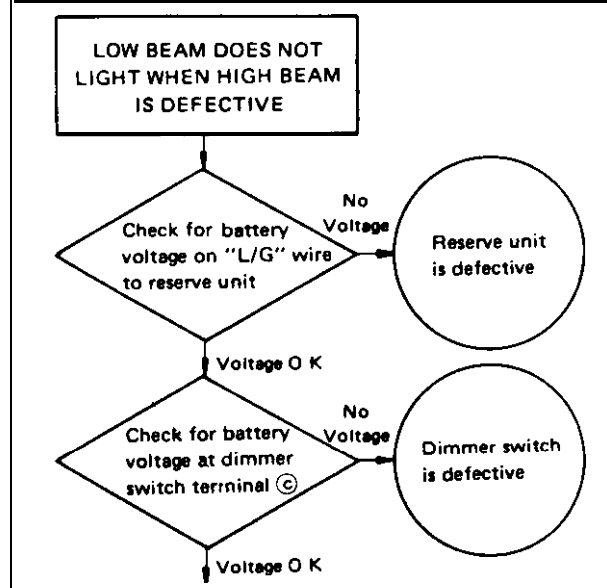 LOW BEAM DOES NOT
LIGHT WHEN HIGH BEAM
IS DEFECTIVE
Check for battery
voltage on "L/G" wire
to reserve unit
No
Voltage
Reserve unit
is defective
Voltage O K
Check for battery
voltage at dimmer
switch terminal ⓒ
No
Voltage
Dimmer switch
is defective
Voltage O K